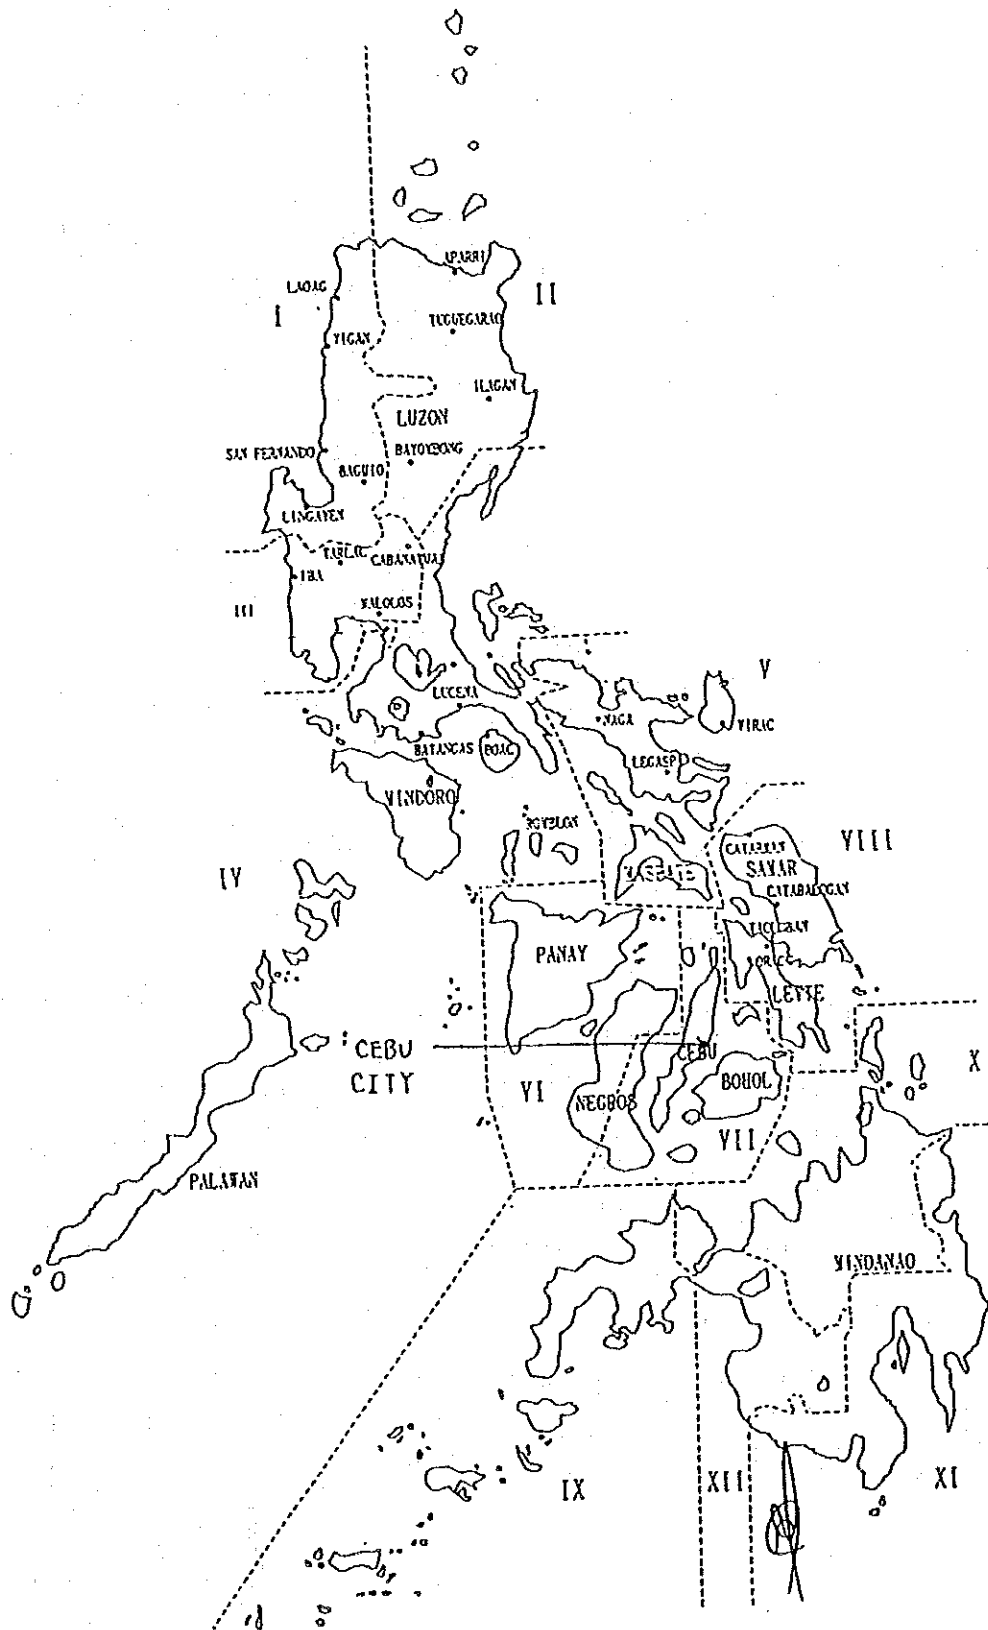 APARRI
II
LAOAG
I
TUGUEGARAO
VIGAN
ILAGAN
LUZON
SAN FERNANDO
BAGUIO
LINGAYEN
TARLAC
IBA
III
MALOLOS
V
LUCENA
NAGA
VIRAC
BATANGAS
BOAC
LEGASPI
MINDORO
ROMBLON
VIII
MASBATE
SAMAR
CATBALOGAN
IV
PANAY
LEYTE
CEBU
CITY
CEBU
X
VI
NEGROS
BOHOL
VII
PALAWAN
MINDANAO
IX
XII
XI